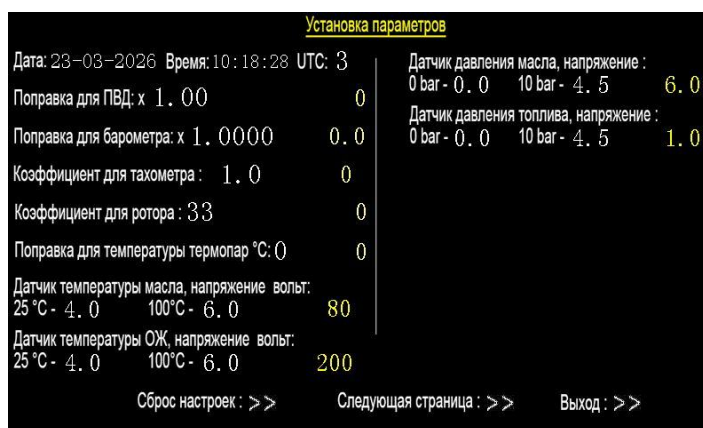 Установка параметров
Дата: 23-03-2026 Время: 10:18:28 UTC: 3
Поправка для ПВД: x 1.00 0
Поправка для барометра: x 1.0000 0.0
Коэффициент для тахометра : 1.0 0
Коэффициент для ротора : 33 0
Поправка для температуры термопар °C: 0 0
Датчик температуры масла, напряжение вольт:
25 °C - 4.0 100°C - 6.0 80
Датчик температуры ОЖ, напряжение вольт:
25 °C - 4.0 100°C - 6.0 200
Датчик давления масла, напряжение :
0 bar - 0.0 10 bar - 4.5 6.0
Датчик давления топлива, напряжение :
0 bar - 0.0 10 bar - 4.5 1.0
Сброс настроек : >> Следующая страница : >> Выход : >>